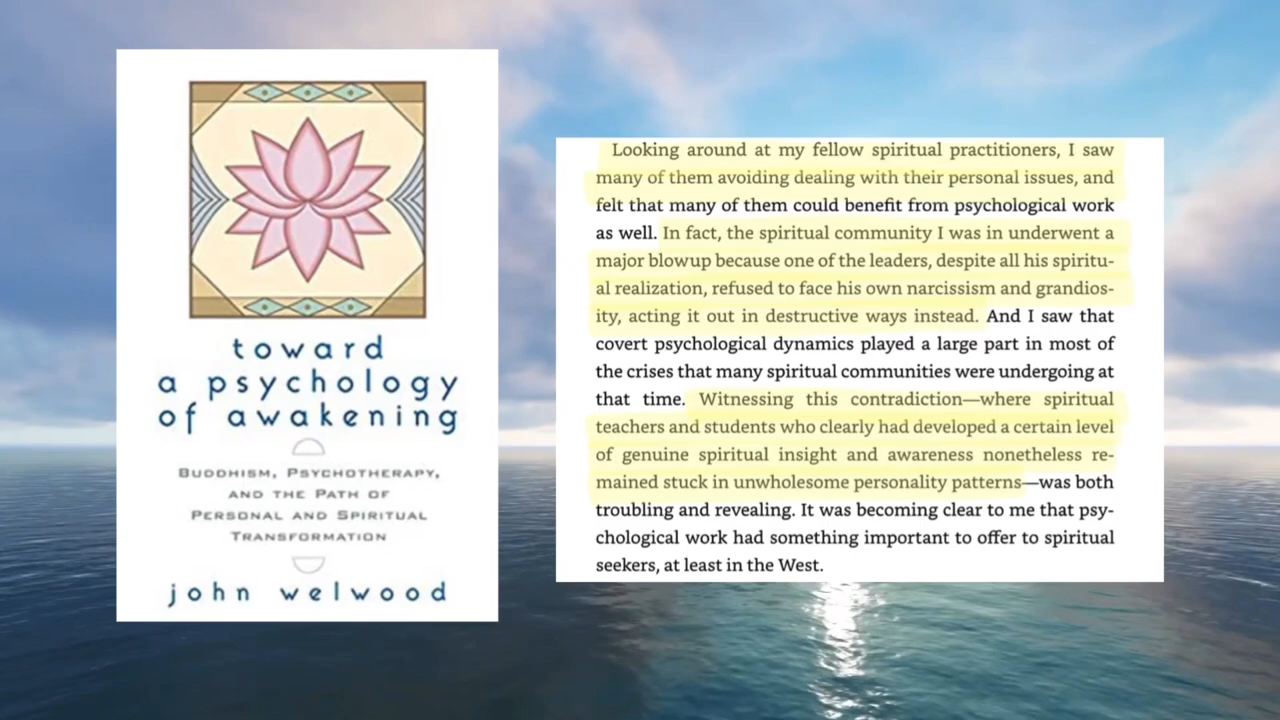 toward
a psychology
of awakening
Buddhism, Psychotherapy,
and the Path of
Personal and Spiritual
Transformation
john welwood
Looking around at my fellow spiritual practitioners, I saw
many of them avoiding dealing with their personal issues, and
felt that many of them could benefit from psychological work
as well. In fact, the spiritual community I was in underwent a
major blowup because one of the leaders, despite all his spiritu-
al realization, refused to face his own narcissism and grandios-
ity, acting it out in destructive ways instead. And I saw that
covert psychological dynamics played a large part in most of
the crises that many spiritual communities were undergoing at
that time. Witnessing this contradiction—where spiritual
teachers and students who clearly had developed a certain level
of genuine spiritual insight and awareness nonetheless re-
mained stuck in unwholesome personality patterns—was both
troubling and revealing. It was becoming clear to me that psy-
chological work had something important to offer to spiritual
seekers, at least in the West.